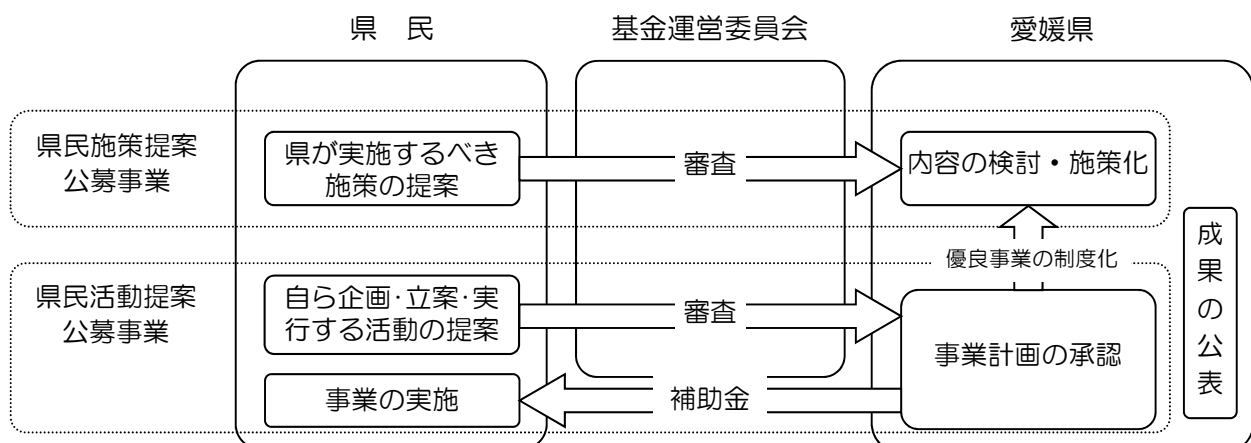 県　民
基金運営委員会
愛媛県
県民施策提案
公募事業
県が実施するべき
施策の提案
審査
内容の検討・施策化
優良事業の制度化
県民活動提案
公募事業
自ら企画･立案･実
行する活動の提案
審査
事業計画の承認
事業の実施
補助金
成果の公表